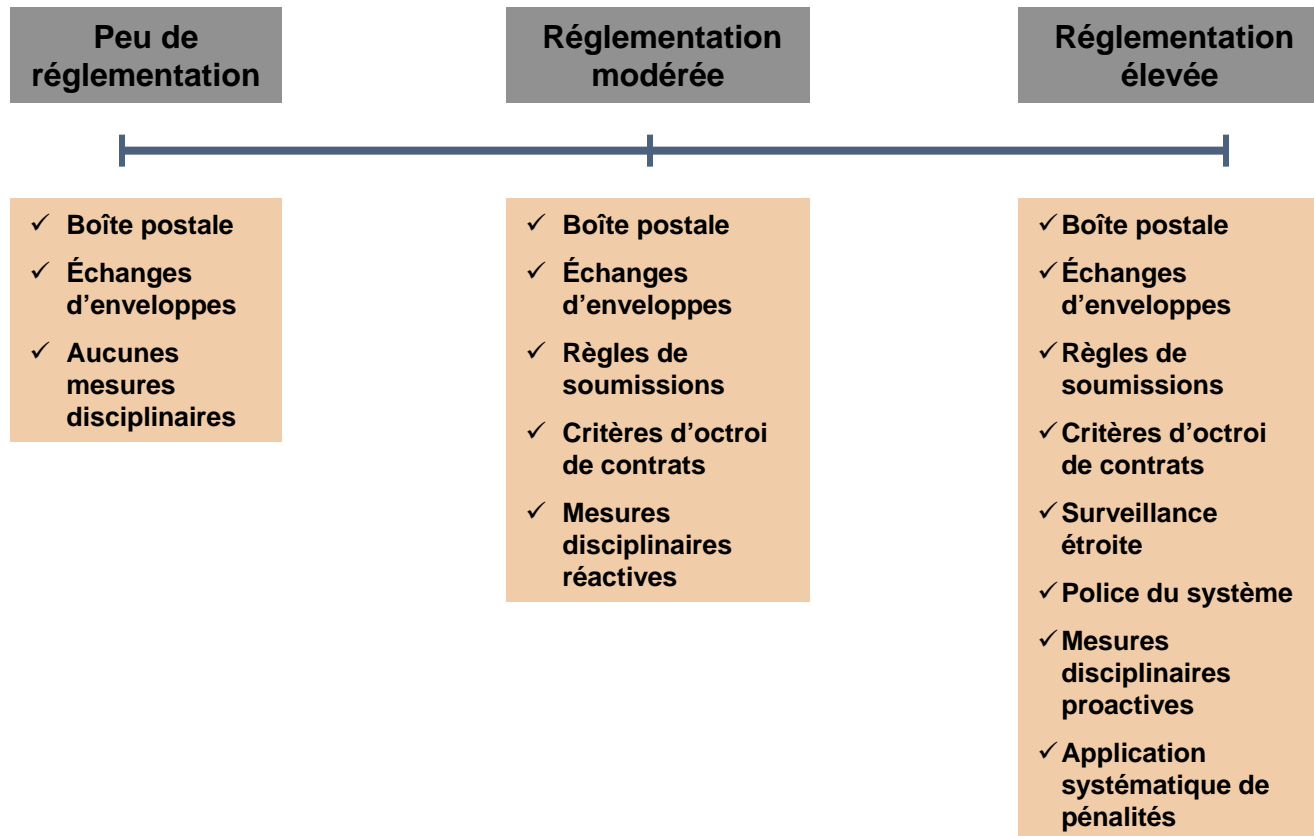 Peu de
réglementation
Réglementation
modérée
Réglementation
élevée
✓ Boîte postale
✓ Échanges
d’enveloppes
✓ Aucunes
mesures
disciplinaires
✓ Boîte postale
✓ Échanges
d’enveloppes
✓ Règles de
soumissions
✓ Critères d’octroi
de contrats
✓ Mesures
disciplinaires
réactives
✓ Boîte postale
✓ Échanges
d’enveloppes
✓ Règles de
soumissions
✓ Critères d’octroi
de contrats
✓ Surveillance
étroite
✓ Police du système
✓ Mesures
disciplinaires
proactives
✓ Application
systématique de
pénalités